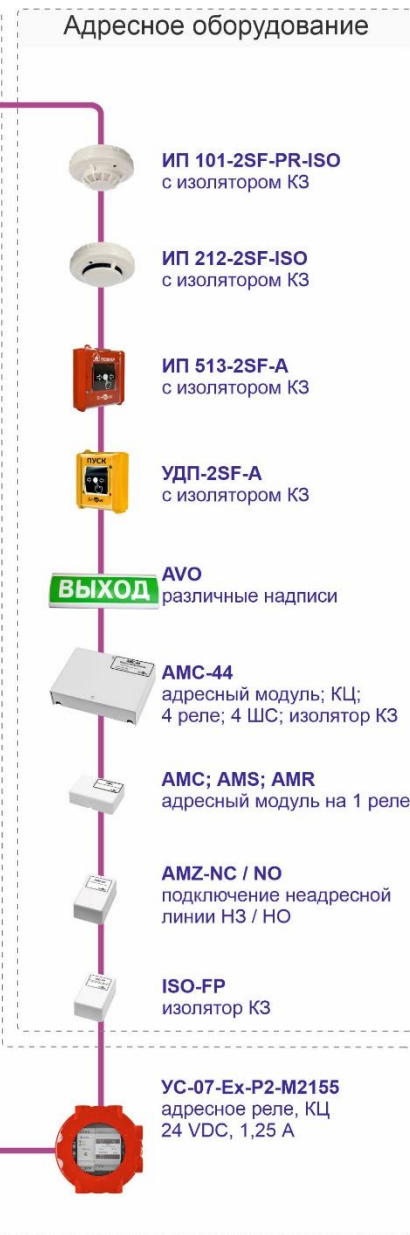 Адресное оборудование
ИП 101-2SF-PR-ISO
с изолятором КЗ
ИП 212-2SF-ISO
с изолятором КЗ
ПОЖАР
ИП 513-2SF-A
с изолятором КЗ
ПУСК
УДП-2SF-A
с изолятором КЗ
ВЫХОД
AVO
различные надписи
AMC-44
адресный модуль; КЦ;
4 реле; 4 ШС; изолятор КЗ
AMC; AMS; AMR
адресный модуль на 1 реле
AMZ-NC / NO
подключение неадресной
линии НЗ / НО
ISO-FP
изолятор КЗ
УС-07-Ex-P2-M2155
адресное реле, КЦ
24 VDC, 1,25 А